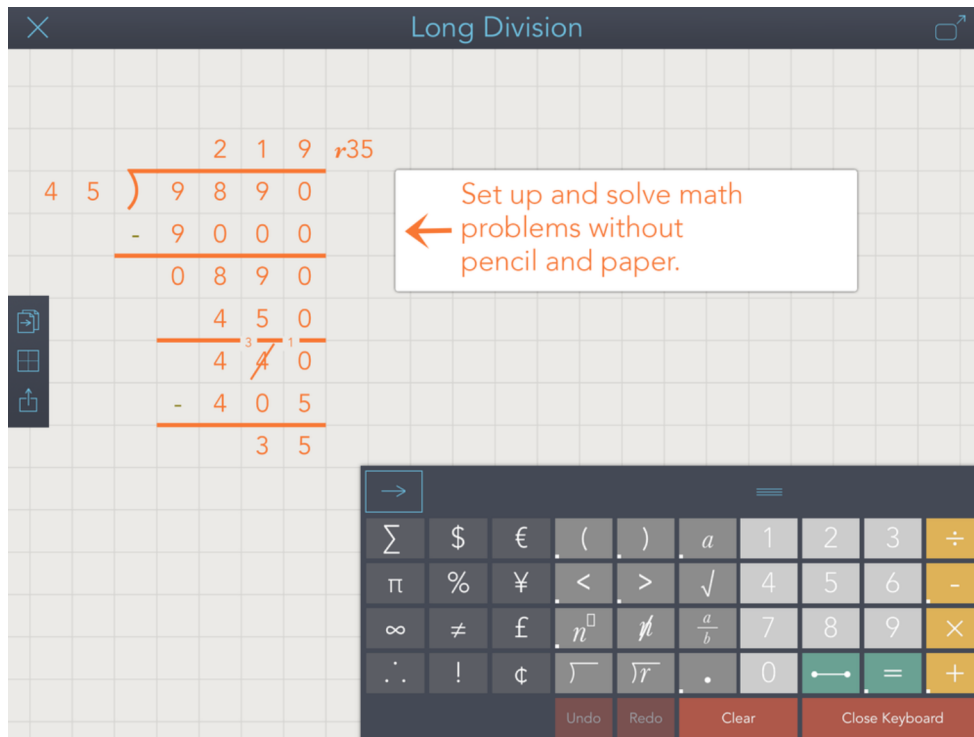 Long Division
2 1 9 r35
4 5 ) 9 8 9 0
- 9 0 0 0
0 8 9 0
4 5 0
3 1
4 4 0
- 4 0 5
3 5
Set up and solve math
problems without
pencil and paper.
∑ $ € ( ) a 1 2 3 ÷
π % ¥ < > √ 4 5 6 -
∞ ≠ £ n▯ n a/b 7 8 9 ×
∴ ! ¢ ) )r . 0 = +
Undo Redo Clear Close Keyboard